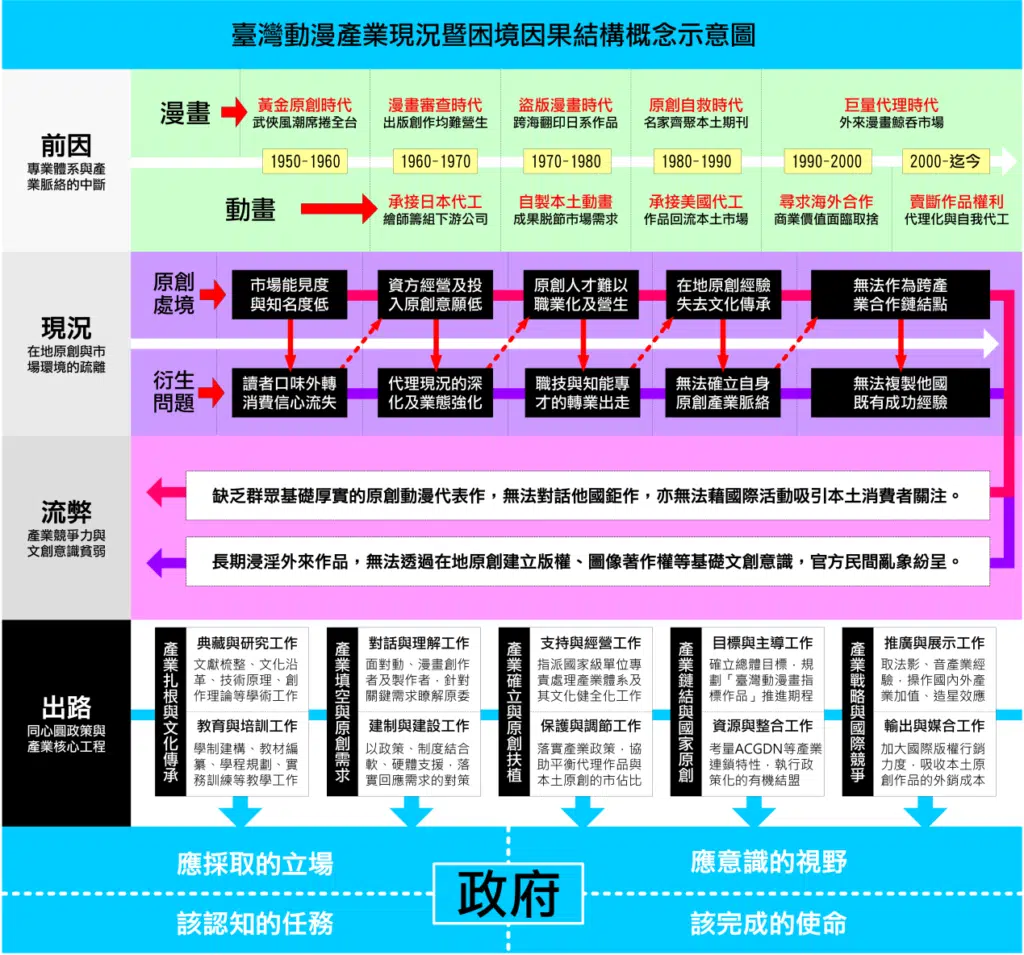 臺灣動漫產業現況暨困境因果結構概念示意圖
前因
專業體系與產
業脈絡的中斷
漫畫
黃金原創時代
武俠風潮席捲全台
漫畫審查時代
出版創作均難營生
盜版漫畫時代
跨海翻印日系作品
原創自救時代
名家齊聚本土期刊
巨量代理時代
外來漫畫鯨吞市場
1950-1960
1960-1970
1970-1980
1980-1990
1990-2000
2000-迄今
動畫
承接日本代工
繪師籌組下游公司
自製本土動畫
成果脫節市場需求
承接美國代工
作品回流本土市場
尋求海外合作
商業價值面臨取捨
賣斷作品權利
代理化與自我代工
現況
在地原創與市
場環境的疏離
原創
處境
市場能見度
與知名度低
資方經營及投
入原創意願低
原創人才難以
職業化及營生
在地原創經驗
失去文化傳承
無法作為跨產
業合作鏈結點
衍生
問題
讀者口味外轉
消費信心流失
代理現況的深
化及業態強化
職技與知能專
才的轉業出走
無法確立自身
原創產業脈絡
無法複製他國
既有成功經驗
流弊
產業競爭力與
文創意識貧弱
缺乏群眾基礎厚實的原創動漫代表作，無法對話他國鉅作，亦無法藉國際活動吸引本土消費者關注。
長期浸淫外來作品，無法透過在地原創建立版權、圖像著作權等基礎文創意識，官方民間亂象紛呈。
出路
同心圓政策與
產業核心工程
產業扎根與文化傳承
典藏與研究工作
文獻梳整、文化沿
革、技術原理、創
作理論等學術工作
教育與培訓工作
學制建構、教材編
纂、學程規劃、實
務訓練等教學工作
產業填空與原創需求
對話與理解工作
面對動、漫畫創作
者及製作者，針對
關鍵需求瞭解原委
建制與建設工作
以政策、制度結合
軟、硬體支援，落
實回應需求的對策
產業確立與原創扶植
支持與經營工作
指派國家級單位專
責處理產業體系及
其文化健全化工作
保護與調節工作
落實產業政策，協
助平衡代理作品與
本土原創的市佔比
產業鏈結與國家原創
目標與主導工作
確立總體目標，規
劃「臺灣動漫畫指
標作品」推進期程
資源與整合工作
考量ACGDN等產業
連鎖特性，執行政
策化的有機結盟
產業戰略與國際競爭
推廣與展示工作
取法影、音產業經
驗，操作國內外產
業加值、造星效應
輸出與媒合工作
加大國際版權行銷
力度，吸收本土原
創作品的外銷成本
應採取的立場
應意識的視野
政府
該認知的任務
該完成的使命